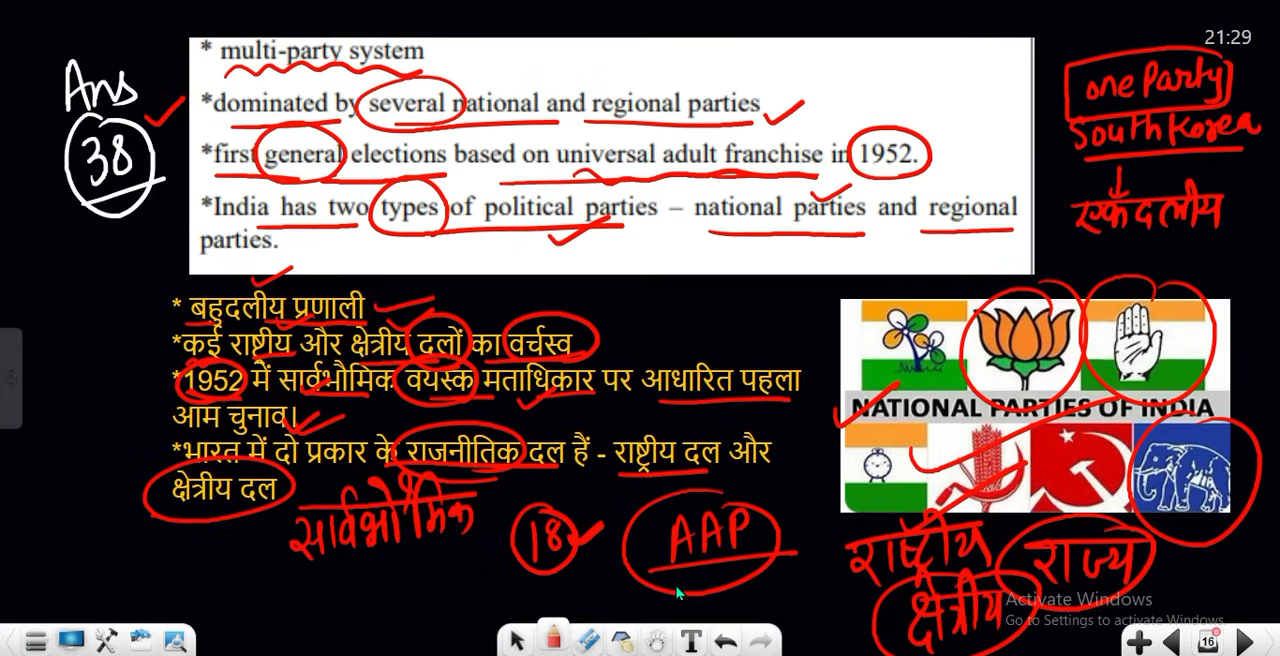 21:29
Ans
38
* multi-party system
*dominated by several national and regional parties
*first general elections based on universal adult franchise in 1952.
*India has two types of political parties – national parties and regional
parties.
one Party
South Korea
एक दलीय
* बहुदलीय प्रणाली
*कई राष्ट्रीय और क्षेत्रीय दलों का वर्चस्व
*1952 में सार्वभौमिक वयस्क मताधिकार पर आधारित पहला
आम चुनाव।
*भारत में दो प्रकार के राजनीतिक दल हैं - राष्ट्रीय दल और
क्षेत्रीय दल
NATIONAL PARTIES OF INDIA
सार्वभौमिक
18
AAP
राष्ट्रीय
राज्य
क्षेत्रीय
Activate Windows
Go to Settings to activate Windows.
T
16